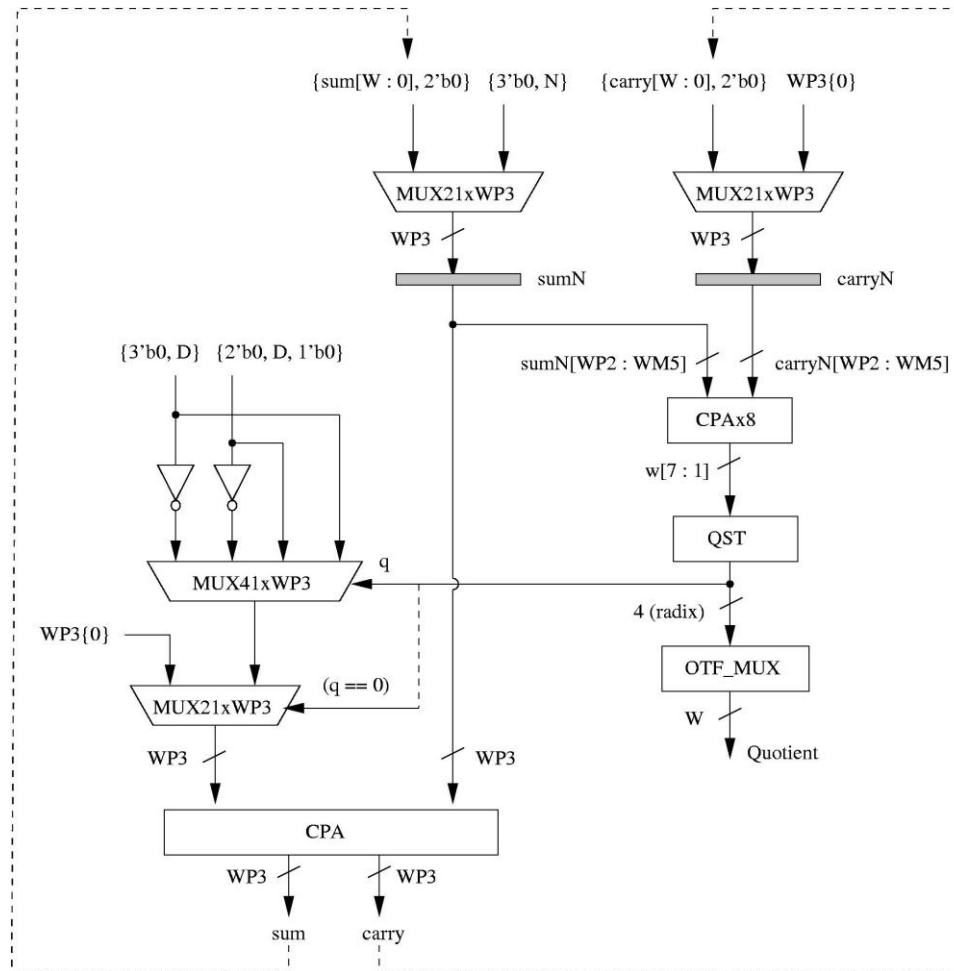 {sum[W : 0], 2'b0} {3'b0, N} {carry[W : 0], 2'b0} WP3{0}
MUX21xWP3 MUX21xWP3
WP3 WP3
sumN carryN
{3'b0, D} {2'b0, D, 1'b0}
sumN[WP2 : WM5] carryN[WP2 : WM5]
CPAx8
w[7 : 1]
QST
q
MUX41xWP3
4 (radix)
WP3{0}
OTF_MUX
(q == 0)
MUX21xWP3
W
WP3 WP3 Quotient
CPA
WP3 WP3
sum carry